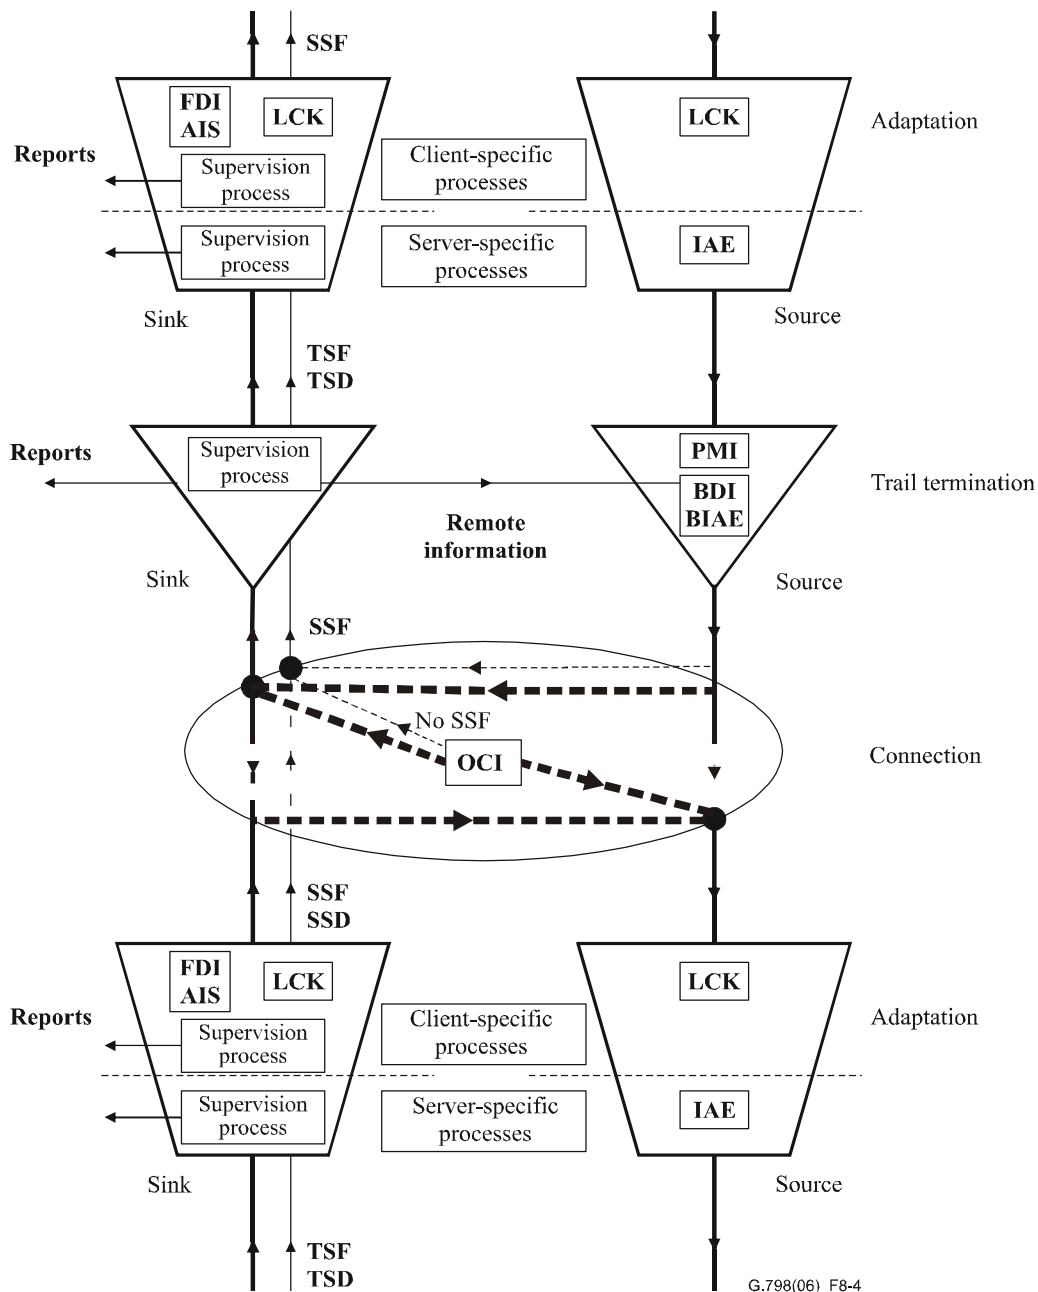 SSF
FDI
AIS
LCK
LCK
Adaptation
Reports
Supervision
process
Client-specific
processes
Supervision
process
Server-specific
processes
IAE
Sink
Source
TSF
TSD
Reports
Supervision
process
PMI
BDI
BIAE
Trail termination
Remote
information
Sink
Source
SSF
No SSF
OCI
Connection
SSF
SSD
FDI
AIS
LCK
LCK
Reports
Supervision
process
Client-specific
processes
Adaptation
Supervision
process
Server-specific
processes
IAE
Sink
Source
TSF
TSD
G.798(06)_F8-4